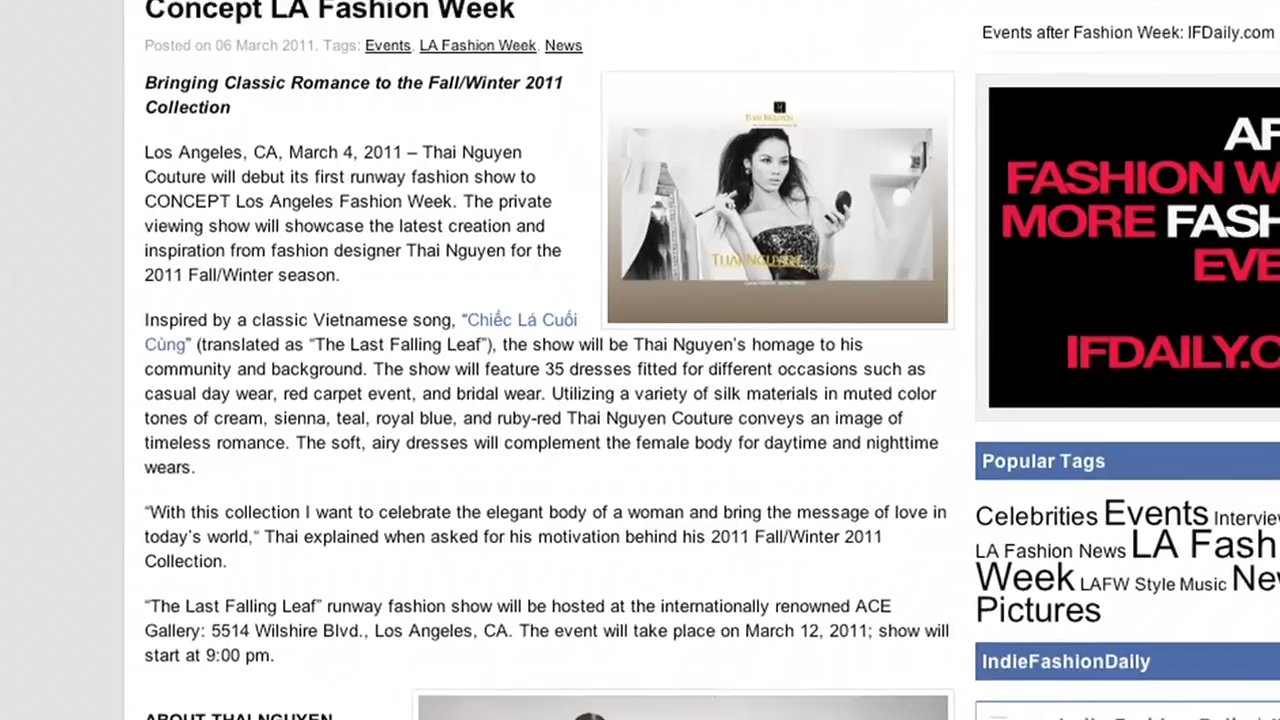 Concept LA Fashion Week
Posted on 06 March 2011. Tags: Events, LA Fashion Week, News
Bringing Classic Romance to the Fall/Winter 2011
Collection
Los Angeles, CA, March 4, 2011 – Thai Nguyen
Couture will debut its first runway fashion show to
CONCEPT Los Angeles Fashion Week. The private
viewing show will showcase the latest creation and
inspiration from fashion designer Thai Nguyen for the
2011 Fall/Winter season.
THAI NGUYEN
THAI NGUYEN
Inspired by a classic Vietnamese song, “Chiếc Lá Cuối
Cùng” (translated as “The Last Falling Leaf”), the show will be Thai Nguyen’s homage to his
community and background. The show will feature 35 dresses fitted for different occasions such as
casual day wear, red carpet event, and bridal wear. Utilizing a variety of silk materials in muted color
tones of cream, sienna, teal, royal blue, and ruby-red Thai Nguyen Couture conveys an image of
timeless romance. The soft, airy dresses will complement the female body for daytime and nighttime
wears.
“With this collection I want to celebrate the elegant body of a woman and bring the message of love in
today’s world,“ Thai explained when asked for his motivation behind his 2011 Fall/Winter 2011
Collection.
“The Last Falling Leaf” runway fashion show will be hosted at the internationally renowned ACE
Gallery: 5514 Wilshire Blvd., Los Angeles, CA. The event will take place on March 12, 2011; show will
start at 9:00 pm.
ABOUT THAI NGUYEN
Events after Fashion Week: IFDaily.com
AF
FASHION W
MORE FASH
EVE
IFDAILY.C
Popular Tags
Celebrities Events Interview
LA Fashion News LA Fash
Week LAFW Style Music Ne
Pictures
IndieFashionDaily